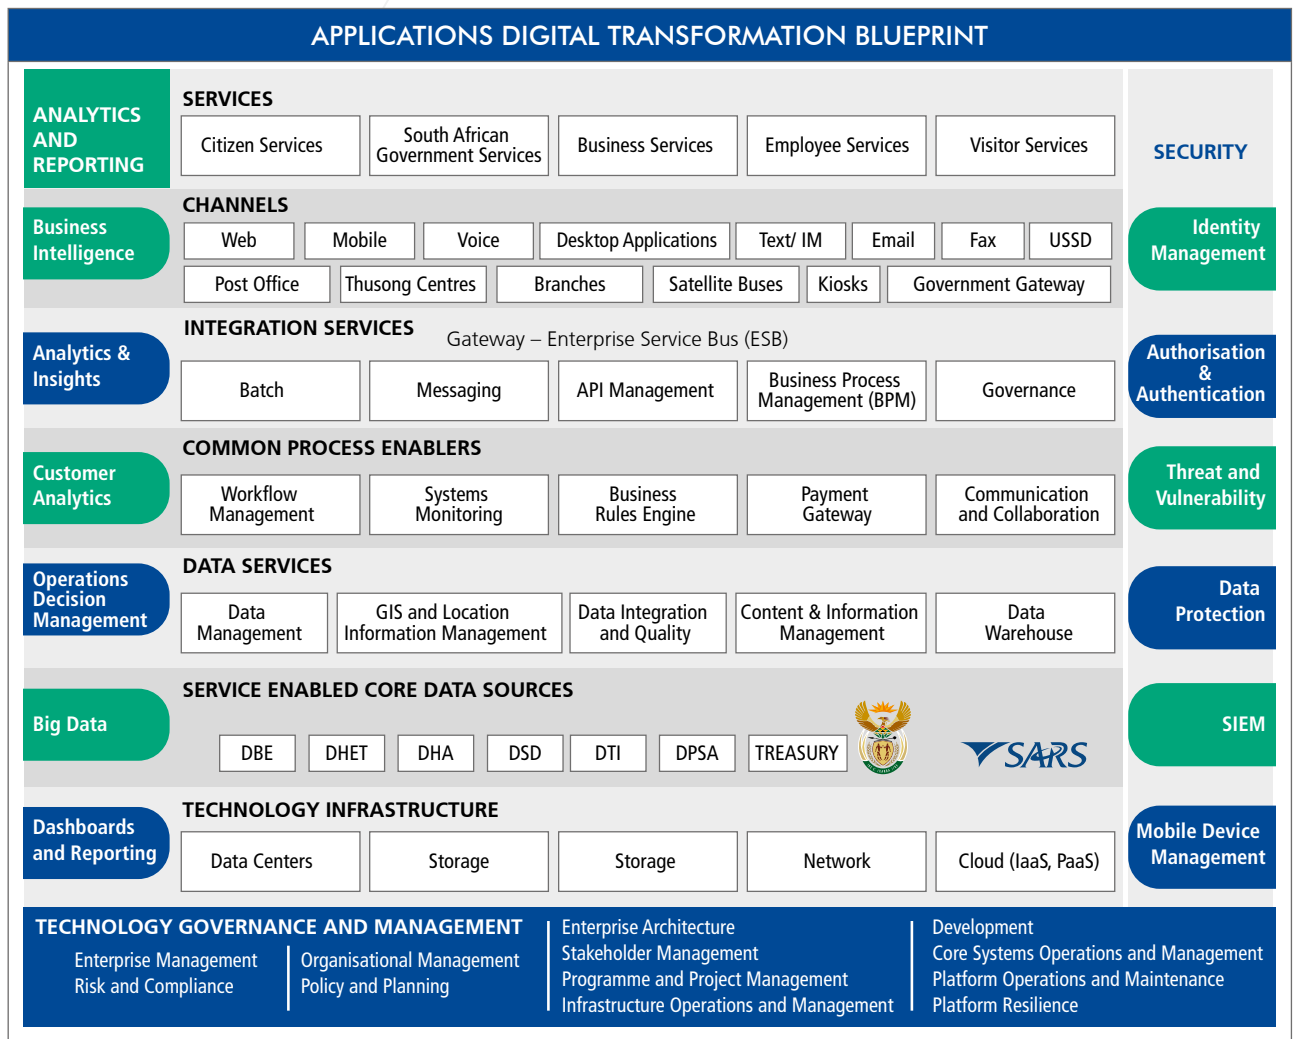 APPLICATIONS DIGITAL TRANSFORMATION BLUEPRINT
ANALYTICS
AND
REPORTING
Business
Intelligence
Analytics &
Insights
Customer
Analytics
Operations
Decision
Management
Big Data
Dashboards
and Reporting
SERVICES
Citizen Services
South African
Government Services
Business Services
Employee Services
Visitor Services
CHANNELS
Web
Mobile
Voice
Desktop Applications
Text/ IM
Email
Fax
USSD
Post Office
Thusong Centres
Branches
Satellite Buses
Kiosks
Government Gateway
INTEGRATION SERVICES
Gateway – Enterprise Service Bus (ESB)
Batch
Messaging
API Management
Business Process
Management (BPM)
Governance
COMMON PROCESS ENABLERS
Workflow
Management
Systems
Monitoring
Business
Rules Engine
Payment
Gateway
Communication
and Collaboration
DATA SERVICES
Data
Management
GIS and Location
Information Management
Data Integration
and Quality
Content & Information
Management
Data
Warehouse
SERVICE ENABLED CORE DATA SOURCES
DBE
DHET
DHA
DSD
DTI
DPSA
TREASURY
SARS
TECHNOLOGY INFRASTRUCTURE
Data Centers
Storage
Storage
Network
Cloud (IaaS, PaaS)
SECURITY
Identity
Management
Authorisation
&
Authentication
Threat and
Vulnerability
Data
Protection
SIEM
Mobile Device
Management
TECHNOLOGY GOVERNANCE AND MANAGEMENT
Enterprise Management
Risk and Compliance
Organisational Management
Policy and Planning
Enterprise Architecture
Stakeholder Management
Programme and Project Management
Infrastructure Operations and Management
Development
Core Systems Operations and Management
Platform Operations and Maintenance
Platform Resilience